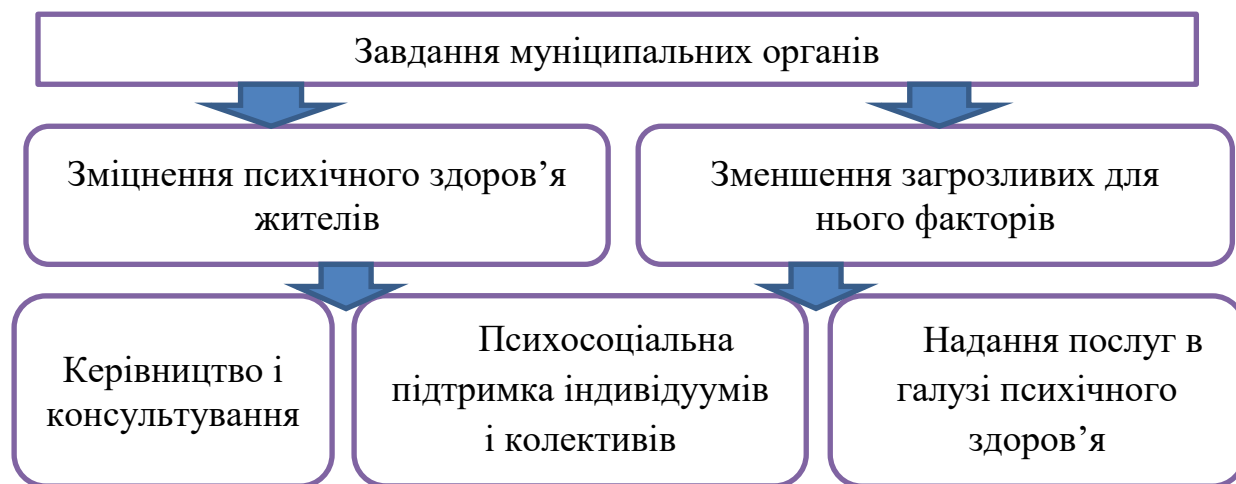 Завдання муніципальних органів
Зміцнення психічного здоров’я
жителів
Зменшення загрозливих для
нього факторів
Керівництво і
консультування
Психосоціальна
підтримка індивідуумів
і колективів
Надання послуг в
галузі психічного
здоров’я